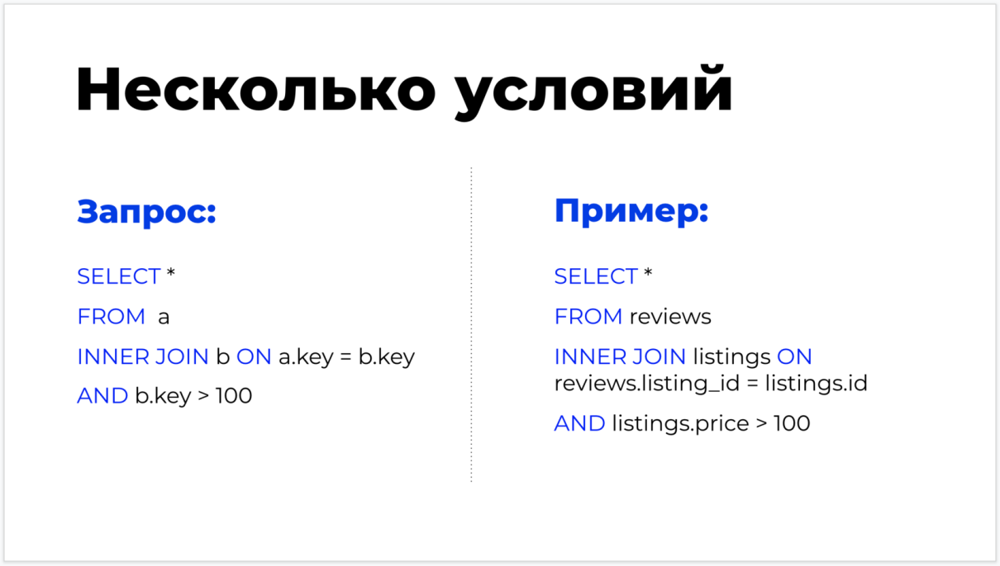 Несколько условий
Запрос:
SELECT *
FROM  a
INNER JOIN b ON a.key = b.key
AND b.key > 100
Пример:
SELECT *
FROM reviews
INNER JOIN listings ON
reviews.listing_id = listings.id
AND listings.price > 100